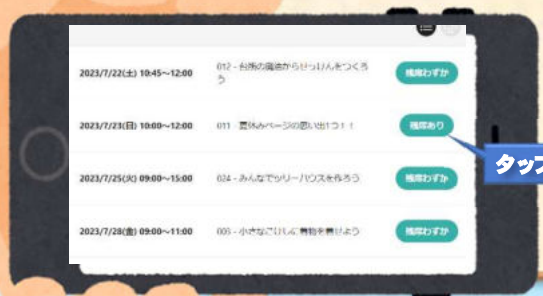 2023/7/22(土) 10:45～12:00
012 - 台所の廃油からせっけんをつくろ
う
残席わずか
2023/7/23(日) 10:00～12:00
011 - 夏休み
の思い出1つ！！
残席あり
タップ
2023/7/25(火) 09:00～15:00
024 - みんなでツリーハウスを作ろう
残席わずか
2023/7/28(金) 09:00～11:00
003 - 小さなこけしに着物を着せよう
残席わずか